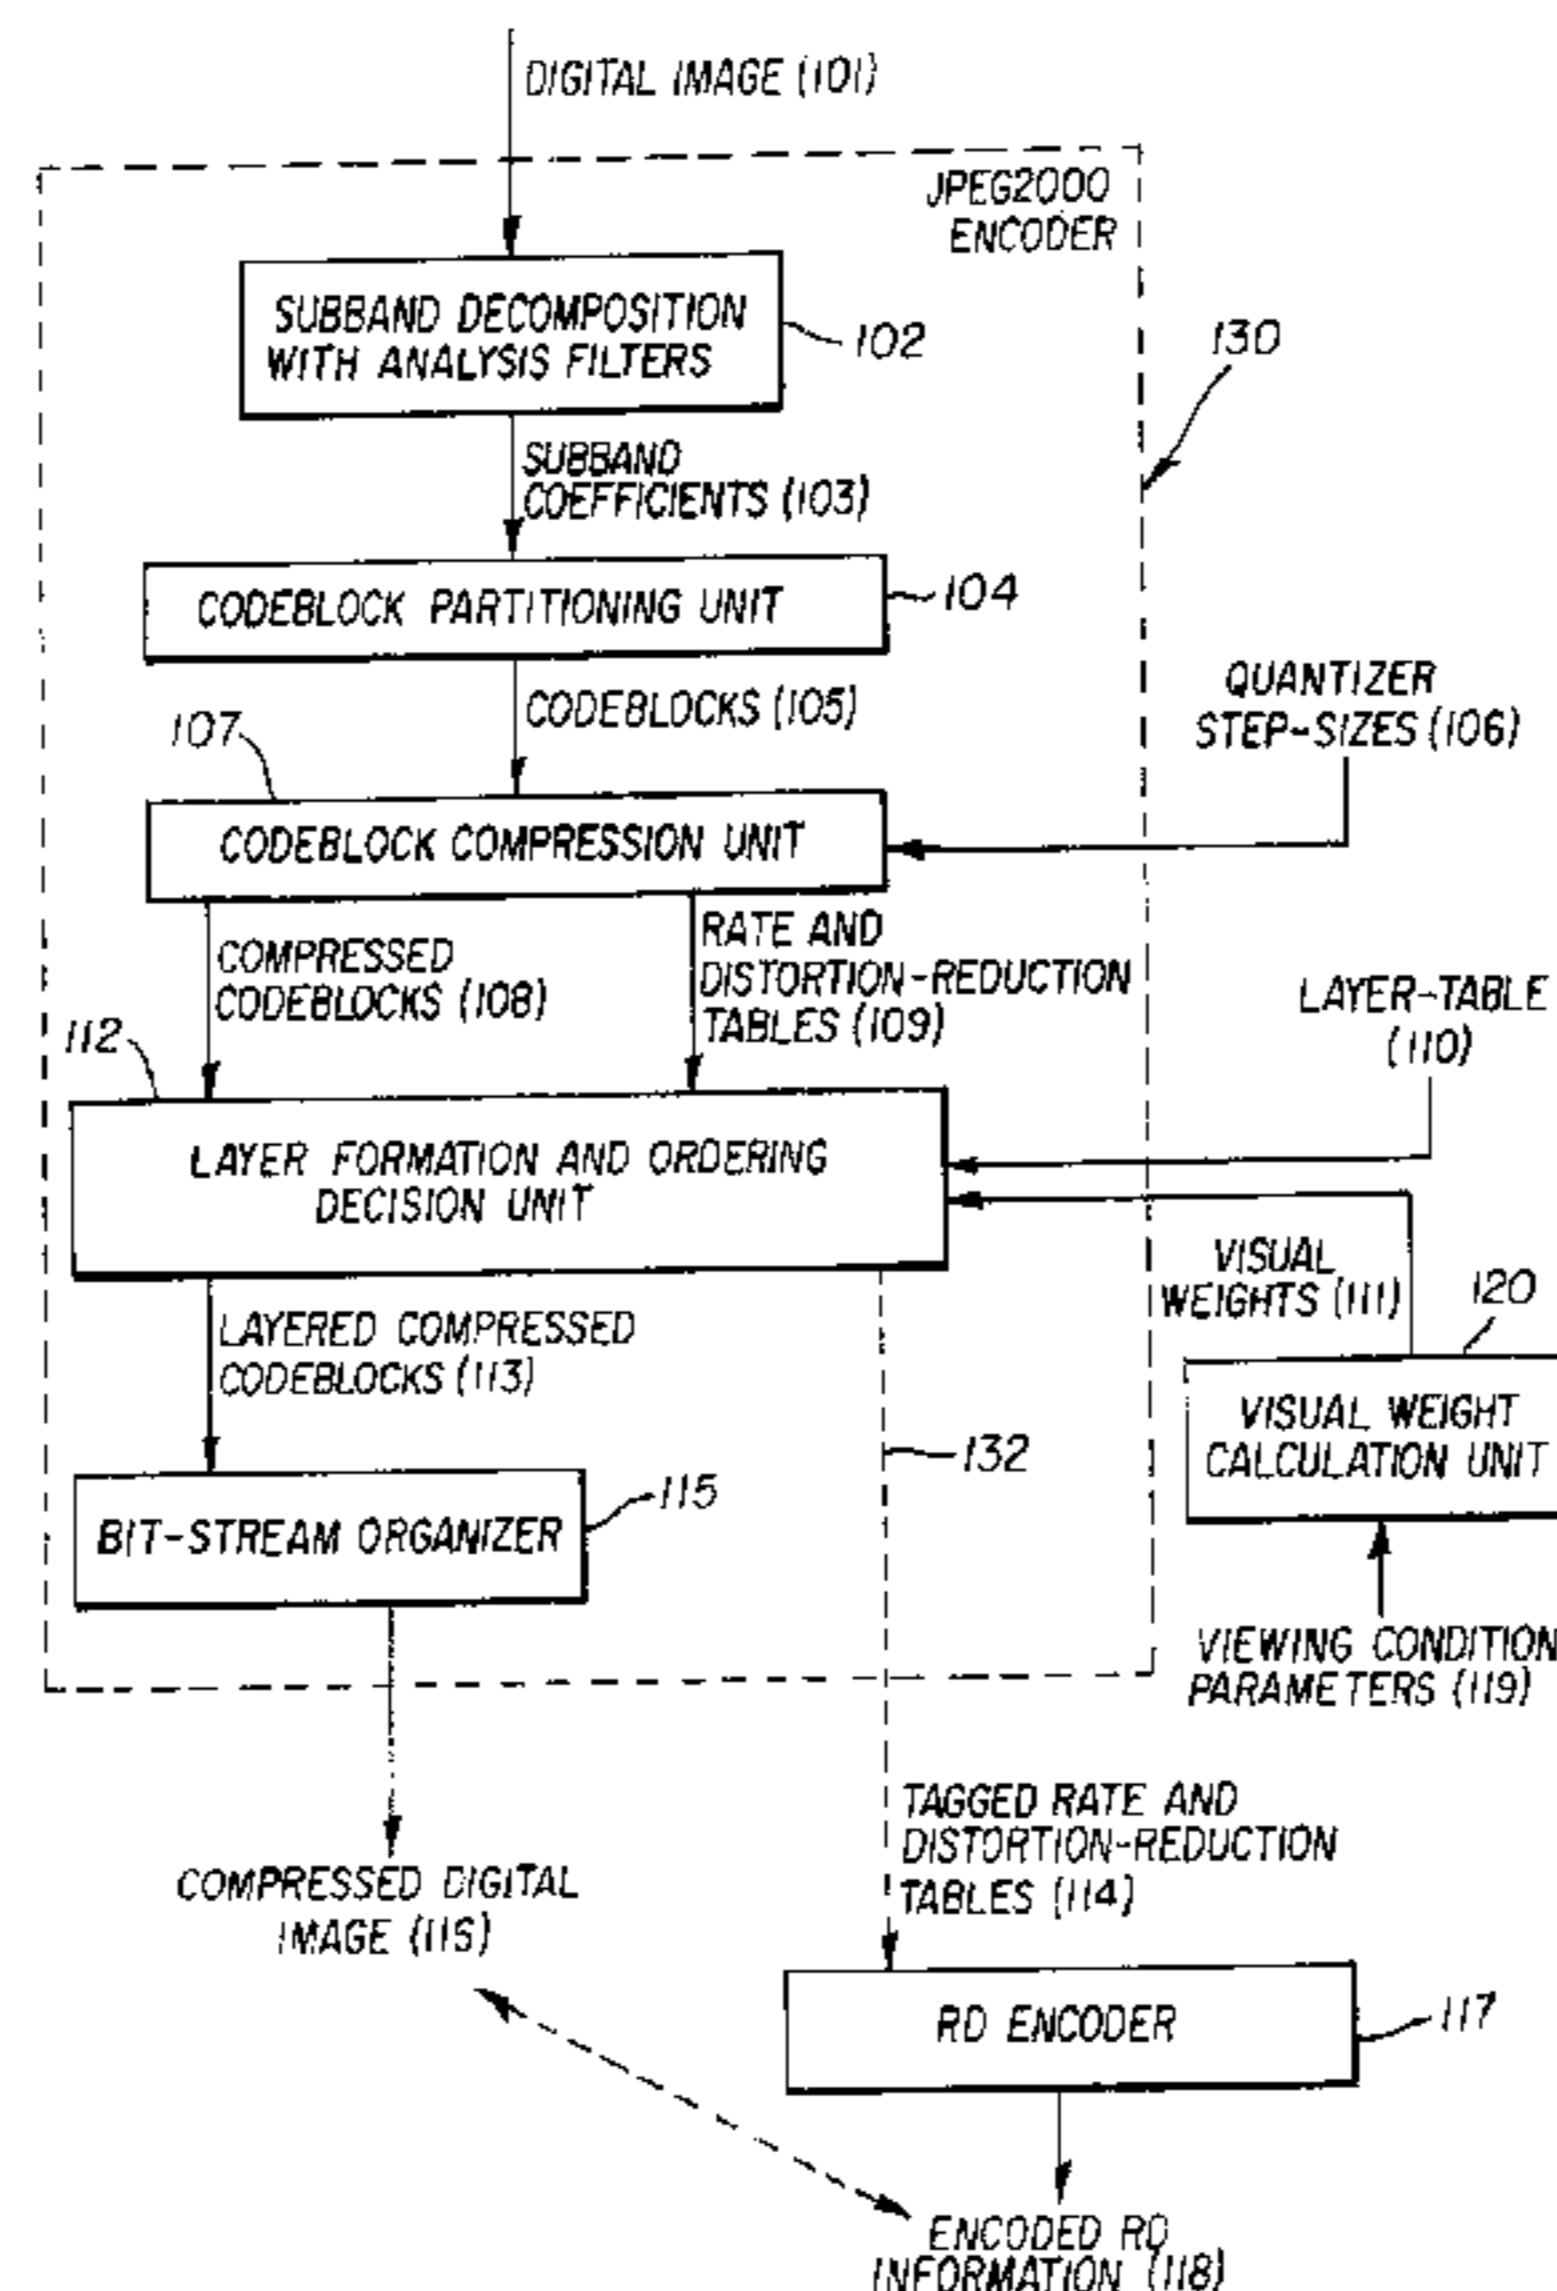 DIGITAL IMAGE (101)
JPEG2000
ENCODER
SUBBAND DECOMPOSITION
WITH ANALYSIS FILTERS
102
130
SUBBAND
COEFFICIENTS (103)
CODEBLOCK PARTITIONING UNIT
104
CODEBLOCKS (105)
QUANTIZER
STEP-SIZES (106)
107
CODEBLOCK COMPRESSION UNIT
COMPRESSED
CODEBLOCKS (108)
RATE AND
DISTORTION-REDUCTION
TABLES (109)
LAYER-TABLE
(110)
112
LAYER FORMATION AND ORDERING
DECISION UNIT
VISUAL
WEIGHTS (111)
120
LAYERED COMPRESSED
CODEBLOCKS (113)
VISUAL WEIGHT
CALCULATION UNIT
132
115
BIT-STREAM ORGANIZER
VIEWING CONDITION
PARAMETERS (119)
TAGGED RATE AND
DISTORTION-REDUCTION
TABLES (114)
COMPRESSED DIGITAL
IMAGE (116)
RD ENCODER
117
ENCODED RD
INFORMATION (118)